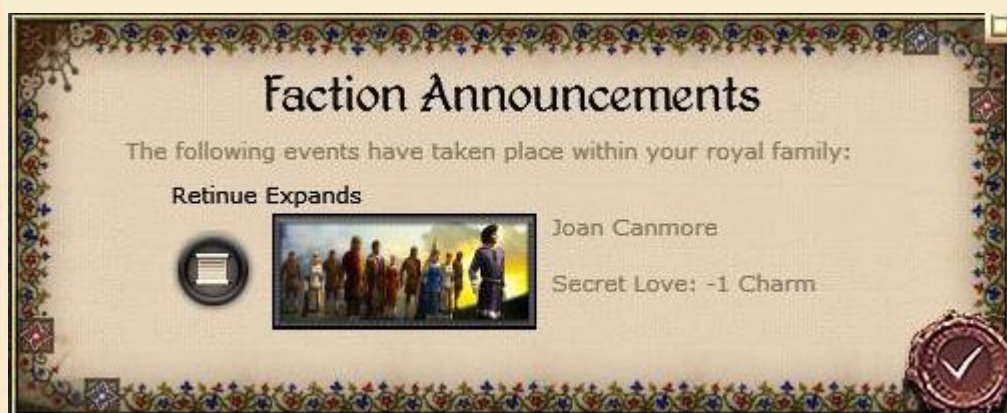 Faction Announcements
The following events have taken place within your royal family:
Retinue Expands
Joan Canmore
Secret Love: -1 Charm